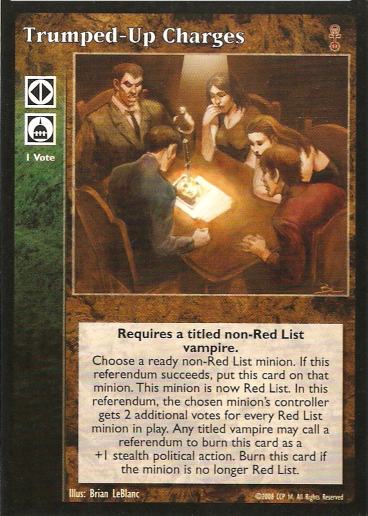 Trumped-Up Charges
1 Vote
Requires a titled non-Red List
vampire.
Choose a ready non-Red List minion. If this
referendum succeeds, put this card on that
minion. This minion is now Red List. In this
referendum, the chosen minion's controller
gets 2 additional votes for every Red List
minion in play. Any titled vampire may call a
referendum to burn this card as a
+1 stealth political action. Burn this card if
the minion is no longer Red List.
Illus: Brian LeBlanc
©2008 CCP hf. All Rights Reserved